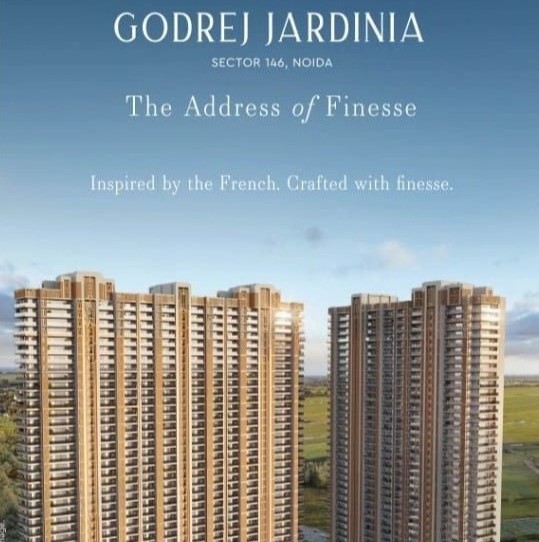 GODREJ JARDINIA
SECTOR 146, NOIDA
The Address of Finesse
Inspired by the French. Crafted with finesse.